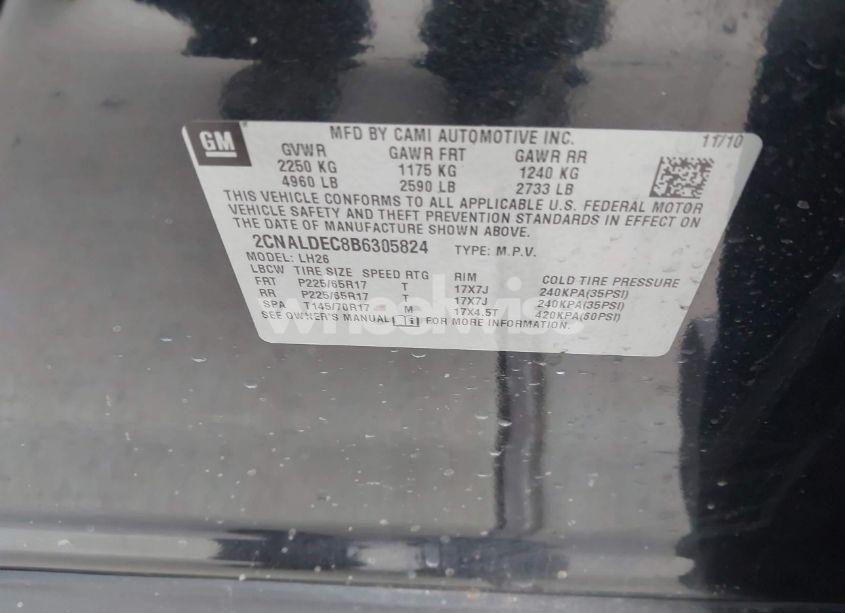 GM
MFD BY CAMI AUTOMOTIVE INC. 11/10
GVWR GAWR FRT GAWR RR
2250 KG 1175 KG 1240 KG
4960 LB 2590 LB 2733 LB
THIS VEHICLE CONFORMS TO ALL APPLICABLE U.S. FEDERAL MOTOR
VEHICLE SAFETY AND THEFT PREVENTION STANDARDS IN EFFECT ON
THE DATE OF MANUFACTURE SHOWN ABOVE.
2CNALDEC8B6305824 TYPE: M.P.V.
MODEL: LH26
LBCW TIRE SIZE SPEED RTG RIM COLD TIRE PRESSURE
FRT P225/65R17 T 17X7J 240KPA(35PSI)
RR P225/65R17 T 17X7J 240KPA(35PSI)
SPA T145/70R17 M 17X4.5T 420KPA(60PSI)
SEE OWNER'S MANUAL FOR MORE INFORMATION.
wheelwise